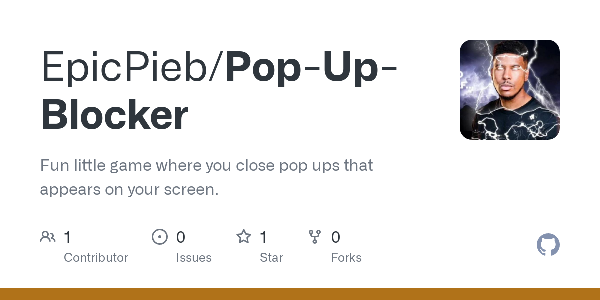 EpicPieb/Pop-Up-
Blocker
Fun little game where you close pop ups that
appears on your screen.
1 0 1 0
Contributor Issues Star Forks